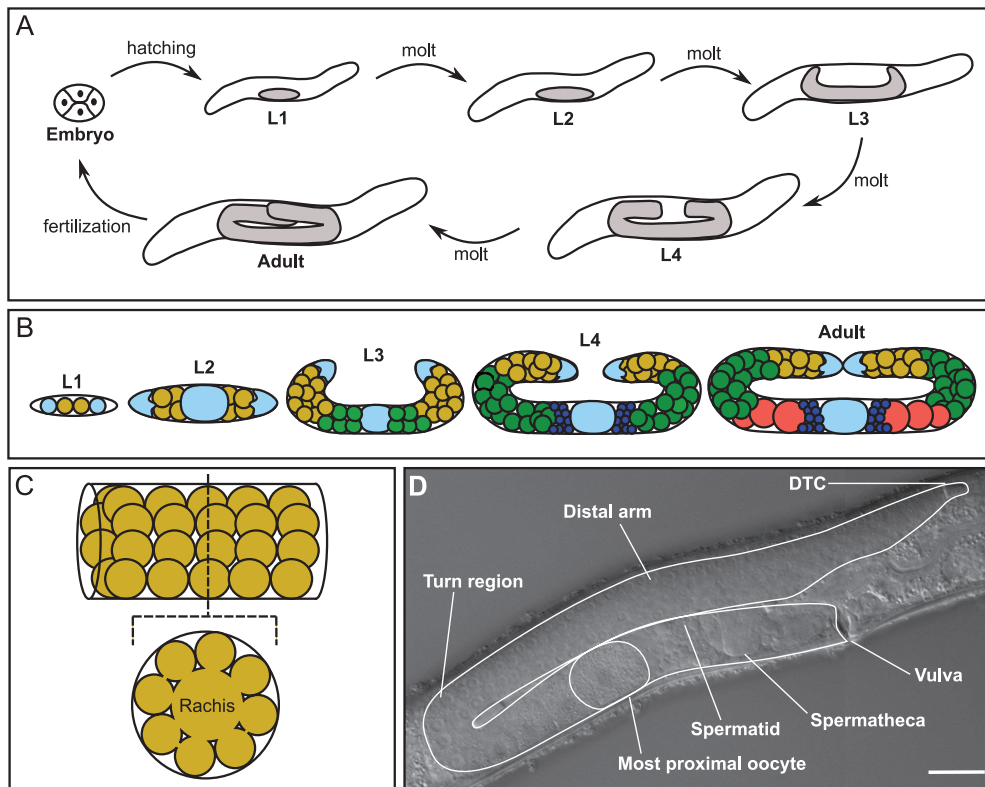 A
hatching
molt
molt
L1
L2
L3
Embryo
molt
fertilization
Adult
molt
L4
B
L1
L2
L3
L4
Adult
C
Rachis
D
DTC
Distal arm
Turn region
Vulva
Spermatheca
Spermatid
Most proximal oocyte